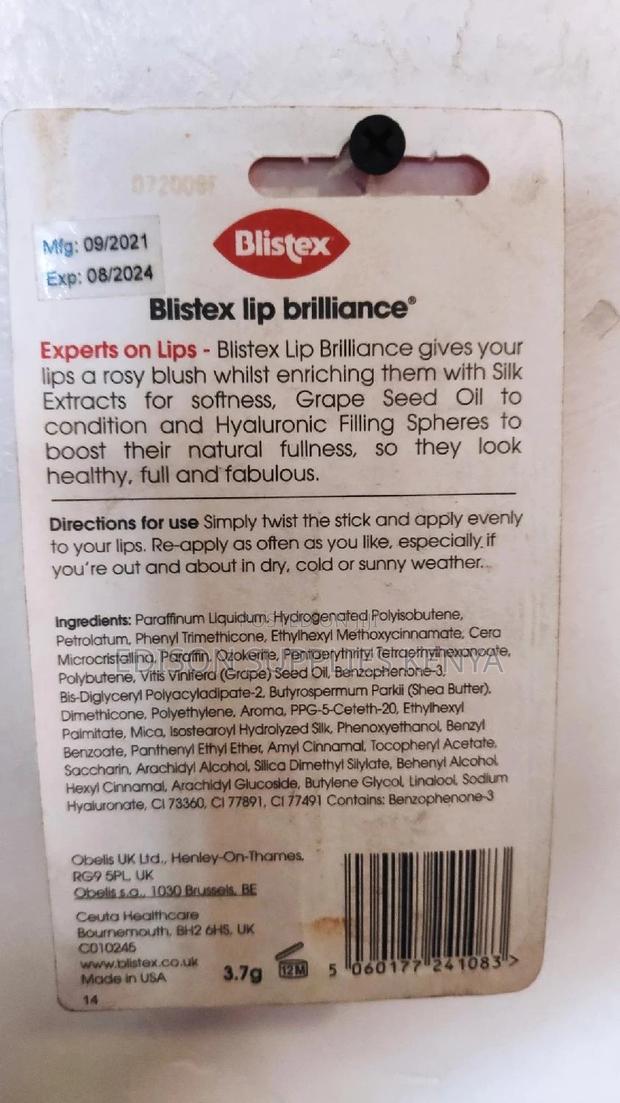 072009F
Mfg: 09/2021
Exp: 08/2024
Blistex
Blistex lip brilliance®
Experts on Lips - Blistex Lip Brilliance gives your
lips a rosy blush whilst enriching them with Silk
Extracts for softness, Grape Seed Oil to
condition and Hyaluronic Filling Spheres to
boost their natural fullness, so they look
healthy, full and fabulous.
Directions for use Simply twist the stick and apply evenly
to your lips. Re-apply as often as you like, especially if
you're out and about in dry, cold or sunny weather.
Ingredients: Paraffinum Liquidum, Hydrogenated Polyisobutene,
POSTED ON JIJI
Petrolatum, Phenyl Trimethicone, Ethylhexyl Methoxycinnamate, Cera
Microcristallina, Paraffin, Ozokerite, Pentaerythrityl Tetraethylhexanoate,
EDISON SUPPLIES KENYA
Polybutene, Vitis Vinifera (Grape) Seed Oil, Benzophenone-3,
Bis-Diglyceryl Polyacyladipate-2, Butyrospermum Parkii (Shea Butter),
Dimethicone, Polyethylene, Aroma, PPG-5-Ceteth-20, Ethylhexyl
Palmitate, Mica, Isostearoyl Hydrolyzed Silk, Phenoxyethanol, Benzyl
Benzoate, Panthenyl Ethyl Ether, Amyl Cinnamal, Tocopheryl Acetate,
Saccharin, Arachidyl Alcohol, Silica Dimethyl Silylate, Behenyl Alcohol,
Hexyl Cinnamal, Arachidyl Glucoside, Butylene Glycol, Linalool, Sodium
Hyaluronate, CI 73360, CI 77891, CI 77491 Contains: Benzophenone-3
Obelis UK Ltd., Henley-On-Thames,
RG9 5PL, UK
Obelis s.a., 1030 Brussels, BE
Ceuta Healthcare
Bournemouth, BH2 6HS, UK
C010245
www.blistex.co.uk
Made in USA
14
3.7g
12M
5 060177 241083 >